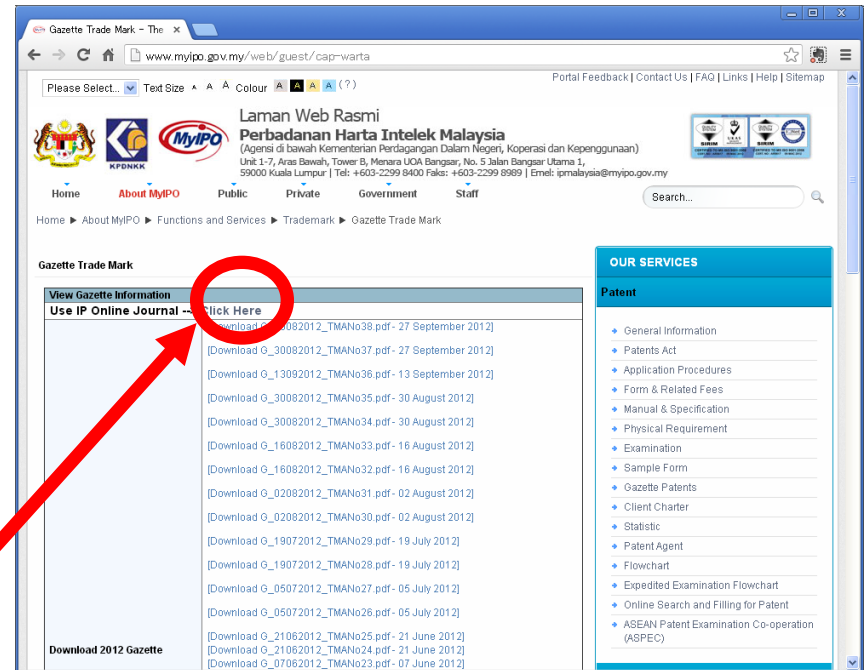 Gazette Trade Mark - The
www.myipo.gov.my/web/guest/cap-warta
Please Select... Text Size A A A Colour A A A A (?)
Portal Feedback | Contact Us | FAQ | Links | Help | Sitemap
KPDNKK
MyIPO
Laman Web Rasmi
Perbadanan Harta Intelek Malaysia
(Agensi di bawah Kementerian Perdagangan Dalam Negeri, Koperasi dan Kepenggunaan)
Unit 1-7, Aras Bawah, Tower B, Menara UOA Bangsar, No. 5 Jalan Bangsar Utama 1,
59000 Kuala Lumpur | Tel: +603-2299 8400 Faks: +603-2299 8989 | Emel: ipmalaysia@myipo.gov.my
SIRIM SIRIM
Home About MyIPO Public Private Government Staff
Search...
Home ► About MyIPO ► Functions and Services ► Trademark ► Gazette Trade Mark
Gazette Trade Mark
View Gazette Information
Use IP Online Journal Click Here
[Download 082012_TMANo38.pdf - 27 September 2012]
[Download G_30082012_TMANo37.pdf - 27 September 2012]
[Download G_13092012_TMANo36.pdf - 13 September 2012]
[Download G_30082012_TMANo35.pdf - 30 August 2012]
[Download G_30082012_TMANo34.pdf - 30 August 2012]
[Download G_16082012_TMANo33.pdf - 16 August 2012]
[Download G_16082012_TMANo32.pdf - 16 August 2012]
[Download G_02082012_TMANo31.pdf - 02 August 2012]
[Download G_02082012_TMANo30.pdf - 02 August 2012]
[Download G_19072012_TMANo29.pdf - 19 July 2012]
[Download G_19072012_TMANo28.pdf - 19 July 2012]
[Download G_05072012_TMANo27.pdf - 05 July 2012]
[Download G_05072012_TMANo26.pdf - 05 July 2012]
[Download G_21062012_TMANo25.pdf - 21 June 2012]
Download 2012 Gazette [Download G_21062012_TMANo24.pdf - 21 June 2012]
[Download G_07062012_TMANo23.pdf - 07 June 2012]
OUR SERVICES
Patent
General Information
Patents Act
Application Procedures
Form & Related Fees
Manual & Specification
Physical Requirement
Examination
Sample Form
Gazette Patents
Client Charter
Statistic
Patent Agent
Flowchart
Expedited Examination Flowchart
Online Search and Filling for Patent
ASEAN Patent Examination Co-operation
(ASPEC)